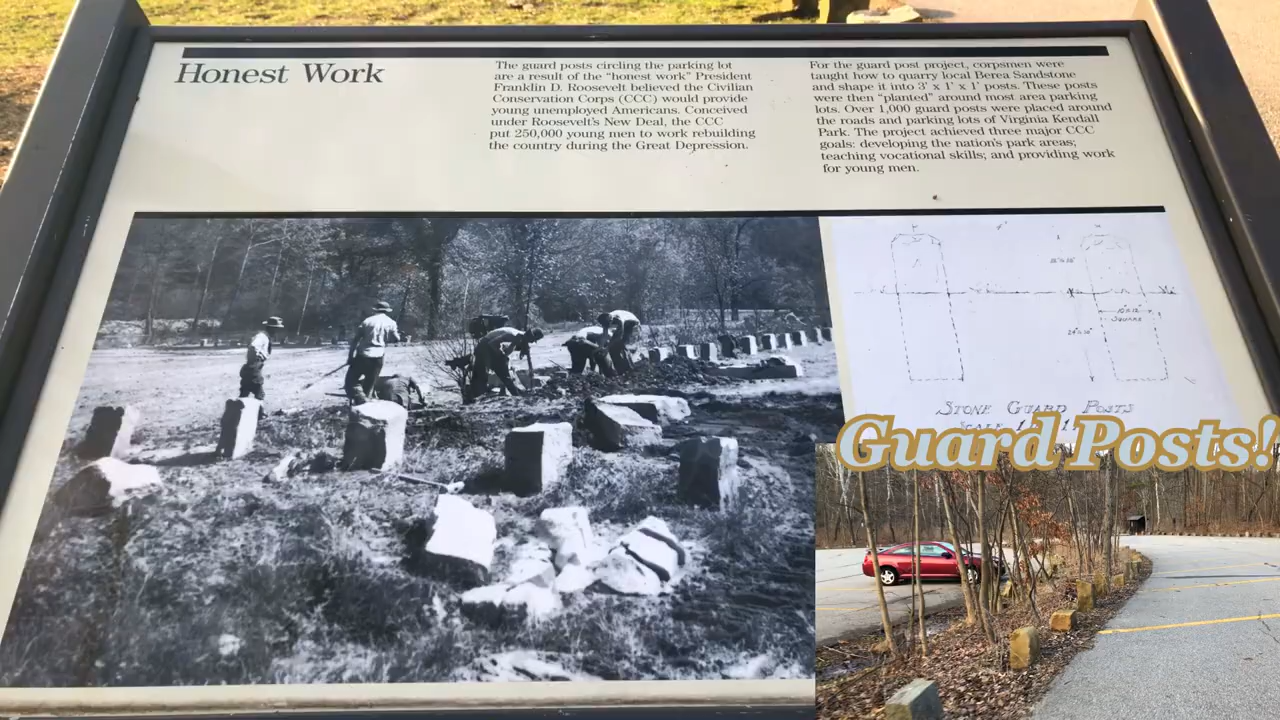 Honest Work
The guard posts circling the parking lot
are a result of the "honest work" President
Franklin D. Roosevelt believed the Civilian
Conservation Corps (CCC) would provide
young unemployed Americans. Conceived
under Roosevelt's New Deal, the CCC
put 250,000 young men to work rebuilding
the country during the Great Depression.
For the guard post project, corpsmen were
taught how to quarry local Berea Sandstone
and shape it into 3' x 1' x 1' posts. These posts
were then "planted" around most area parking
lots. Over 1,000 guard posts were placed around
the roads and parking lots of Virginia Kendall
Park. The project achieved three major CCC
goals: developing the nation's park areas;
teaching vocational skills; and providing work
for young men.
SQUARE
STONE GUARD POSTS
SCALE
Guard Posts!